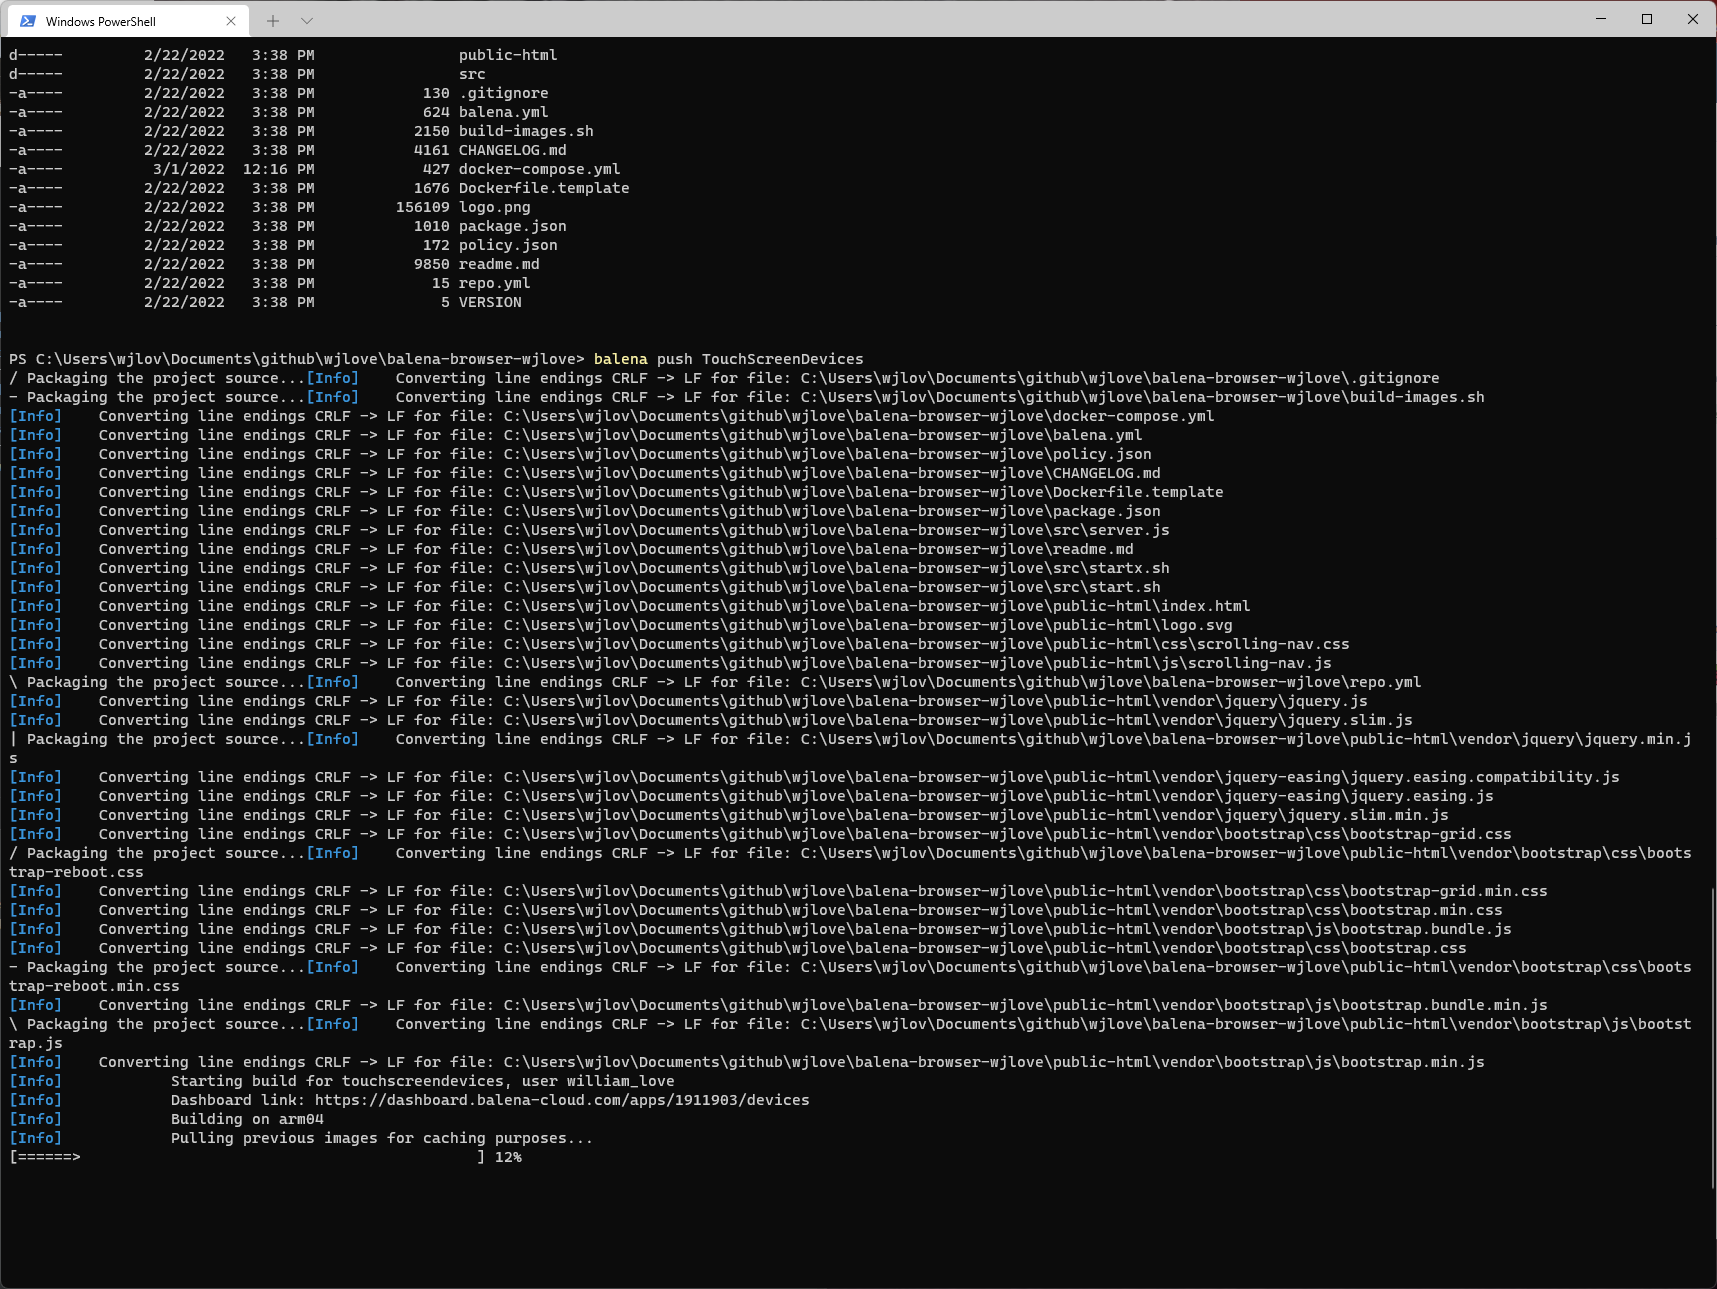 Windows PowerShell
d-----         2/22/2022   3:38 PM                public-html
d-----         2/22/2022   3:38 PM                src
-a----         2/22/2022   3:38 PM            130 .gitignore
-a----         2/22/2022   3:38 PM            624 balena.yml
-a----         2/22/2022   3:38 PM           2150 build-images.sh
-a----         2/22/2022   3:38 PM           4161 CHANGELOG.md
-a----          3/1/2022  12:16 PM            427 docker-compose.yml
-a----         2/22/2022   3:38 PM           1676 Dockerfile.template
-a----         2/22/2022   3:38 PM         156109 logo.png
-a----         2/22/2022   3:38 PM           1010 package.json
-a----         2/22/2022   3:38 PM            172 policy.json
-a----         2/22/2022   3:38 PM           9850 readme.md
-a----         2/22/2022   3:38 PM             15 repo.yml
-a----         2/22/2022   3:38 PM              5 VERSION
PS C:\Users\wjlov\Documents\github\wjlove\balena-browser-wjlove> balena push TouchScreenDevices
/ Packaging the project source...[Info]    Converting line endings CRLF -> LF for file: C:\Users\wjlov\Documents\github\wjlove\balena-browser-wjlove\.gitignore
- Packaging the project source...[Info]    Converting line endings CRLF -> LF for file: C:\Users\wjlov\Documents\github\wjlove\balena-browser-wjlove\build-images.sh
[Info]    Converting line endings CRLF -> LF for file: C:\Users\wjlov\Documents\github\wjlove\balena-browser-wjlove\docker-compose.yml
[Info]    Converting line endings CRLF -> LF for file: C:\Users\wjlov\Documents\github\wjlove\balena-browser-wjlove\balena.yml
[Info]    Converting line endings CRLF -> LF for file: C:\Users\wjlov\Documents\github\wjlove\balena-browser-wjlove\policy.json
[Info]    Converting line endings CRLF -> LF for file: C:\Users\wjlov\Documents\github\wjlove\balena-browser-wjlove\CHANGELOG.md
[Info]    Converting line endings CRLF -> LF for file: C:\Users\wjlov\Documents\github\wjlove\balena-browser-wjlove\Dockerfile.template
[Info]    Converting line endings CRLF -> LF for file: C:\Users\wjlov\Documents\github\wjlove\balena-browser-wjlove\package.json
[Info]    Converting line endings CRLF -> LF for file: C:\Users\wjlov\Documents\github\wjlove\balena-browser-wjlove\src\server.js
[Info]    Converting line endings CRLF -> LF for file: C:\Users\wjlov\Documents\github\wjlove\balena-browser-wjlove\readme.md
[Info]    Converting line endings CRLF -> LF for file: C:\Users\wjlov\Documents\github\wjlove\balena-browser-wjlove\src\startx.sh
[Info]    Converting line endings CRLF -> LF for file: C:\Users\wjlov\Documents\github\wjlove\balena-browser-wjlove\src\start.sh
[Info]    Converting line endings CRLF -> LF for file: C:\Users\wjlov\Documents\github\wjlove\balena-browser-wjlove\public-html\index.html
[Info]    Converting line endings CRLF -> LF for file: C:\Users\wjlov\Documents\github\wjlove\balena-browser-wjlove\public-html\logo.svg
[Info]    Converting line endings CRLF -> LF for file: C:\Users\wjlov\Documents\github\wjlove\balena-browser-wjlove\public-html\css\scrolling-nav.css
[Info]    Converting line endings CRLF -> LF for file: C:\Users\wjlov\Documents\github\wjlove\balena-browser-wjlove\public-html\js\scrolling-nav.js
\ Packaging the project source...[Info]    Converting line endings CRLF -> LF for file: C:\Users\wjlov\Documents\github\wjlove\balena-browser-wjlove\repo.yml
[Info]    Converting line endings CRLF -> LF for file: C:\Users\wjlov\Documents\github\wjlove\balena-browser-wjlove\public-html\vendor\jquery\jquery.js
[Info]    Converting line endings CRLF -> LF for file: C:\Users\wjlov\Documents\github\wjlove\balena-browser-wjlove\public-html\vendor\jquery\jquery.slim.js
| Packaging the project source...[Info]    Converting line endings CRLF -> LF for file: C:\Users\wjlov\Documents\github\wjlove\balena-browser-wjlove\public-html\vendor\jquery\jquery.min.j
s
[Info]    Converting line endings CRLF -> LF for file: C:\Users\wjlov\Documents\github\wjlove\balena-browser-wjlove\public-html\vendor\jquery-easing\jquery.easing.compatibility.js
[Info]    Converting line endings CRLF -> LF for file: C:\Users\wjlov\Documents\github\wjlove\balena-browser-wjlove\public-html\vendor\jquery-easing\jquery.easing.js
[Info]    Converting line endings CRLF -> LF for file: C:\Users\wjlov\Documents\github\wjlove\balena-browser-wjlove\public-html\vendor\jquery\jquery.slim.min.js
[Info]    Converting line endings CRLF -> LF for file: C:\Users\wjlov\Documents\github\wjlove\balena-browser-wjlove\public-html\vendor\bootstrap\css\bootstrap-grid.css
/ Packaging the project source...[Info]    Converting line endings CRLF -> LF for file: C:\Users\wjlov\Documents\github\wjlove\balena-browser-wjlove\public-html\vendor\bootstrap\css\boots
trap-reboot.css
[Info]    Converting line endings CRLF -> LF for file: C:\Users\wjlov\Documents\github\wjlove\balena-browser-wjlove\public-html\vendor\bootstrap\css\bootstrap-grid.min.css
[Info]    Converting line endings CRLF -> LF for file: C:\Users\wjlov\Documents\github\wjlove\balena-browser-wjlove\public-html\vendor\bootstrap\css\bootstrap.min.css
[Info]    Converting line endings CRLF -> LF for file: C:\Users\wjlov\Documents\github\wjlove\balena-browser-wjlove\public-html\vendor\bootstrap\js\bootstrap.bundle.js
[Info]    Converting line endings CRLF -> LF for file: C:\Users\wjlov\Documents\github\wjlove\balena-browser-wjlove\public-html\vendor\bootstrap\css\bootstrap.css
- Packaging the project source...[Info]    Converting line endings CRLF -> LF for file: C:\Users\wjlov\Documents\github\wjlove\balena-browser-wjlove\public-html\vendor\bootstrap\css\boots
trap-reboot.min.css
[Info]    Converting line endings CRLF -> LF for file: C:\Users\wjlov\Documents\github\wjlove\balena-browser-wjlove\public-html\vendor\bootstrap\js\bootstrap.bundle.min.js
\ Packaging the project source...[Info]    Converting line endings CRLF -> LF for file: C:\Users\wjlov\Documents\github\wjlove\balena-browser-wjlove\public-html\vendor\bootstrap\js\bootst
rap.js
[Info]    Converting line endings CRLF -> LF for file: C:\Users\wjlov\Documents\github\wjlove\balena-browser-wjlove\public-html\vendor\bootstrap\js\bootstrap.min.js
[Info]            Starting build for touchscreendevices, user william_love
[Info]            Dashboard link: https://dashboard.balena-cloud.com/apps/1911903/devices
[Info]            Building on arm04
[Info]            Pulling previous images for caching purposes...
[======>                                            ] 12%